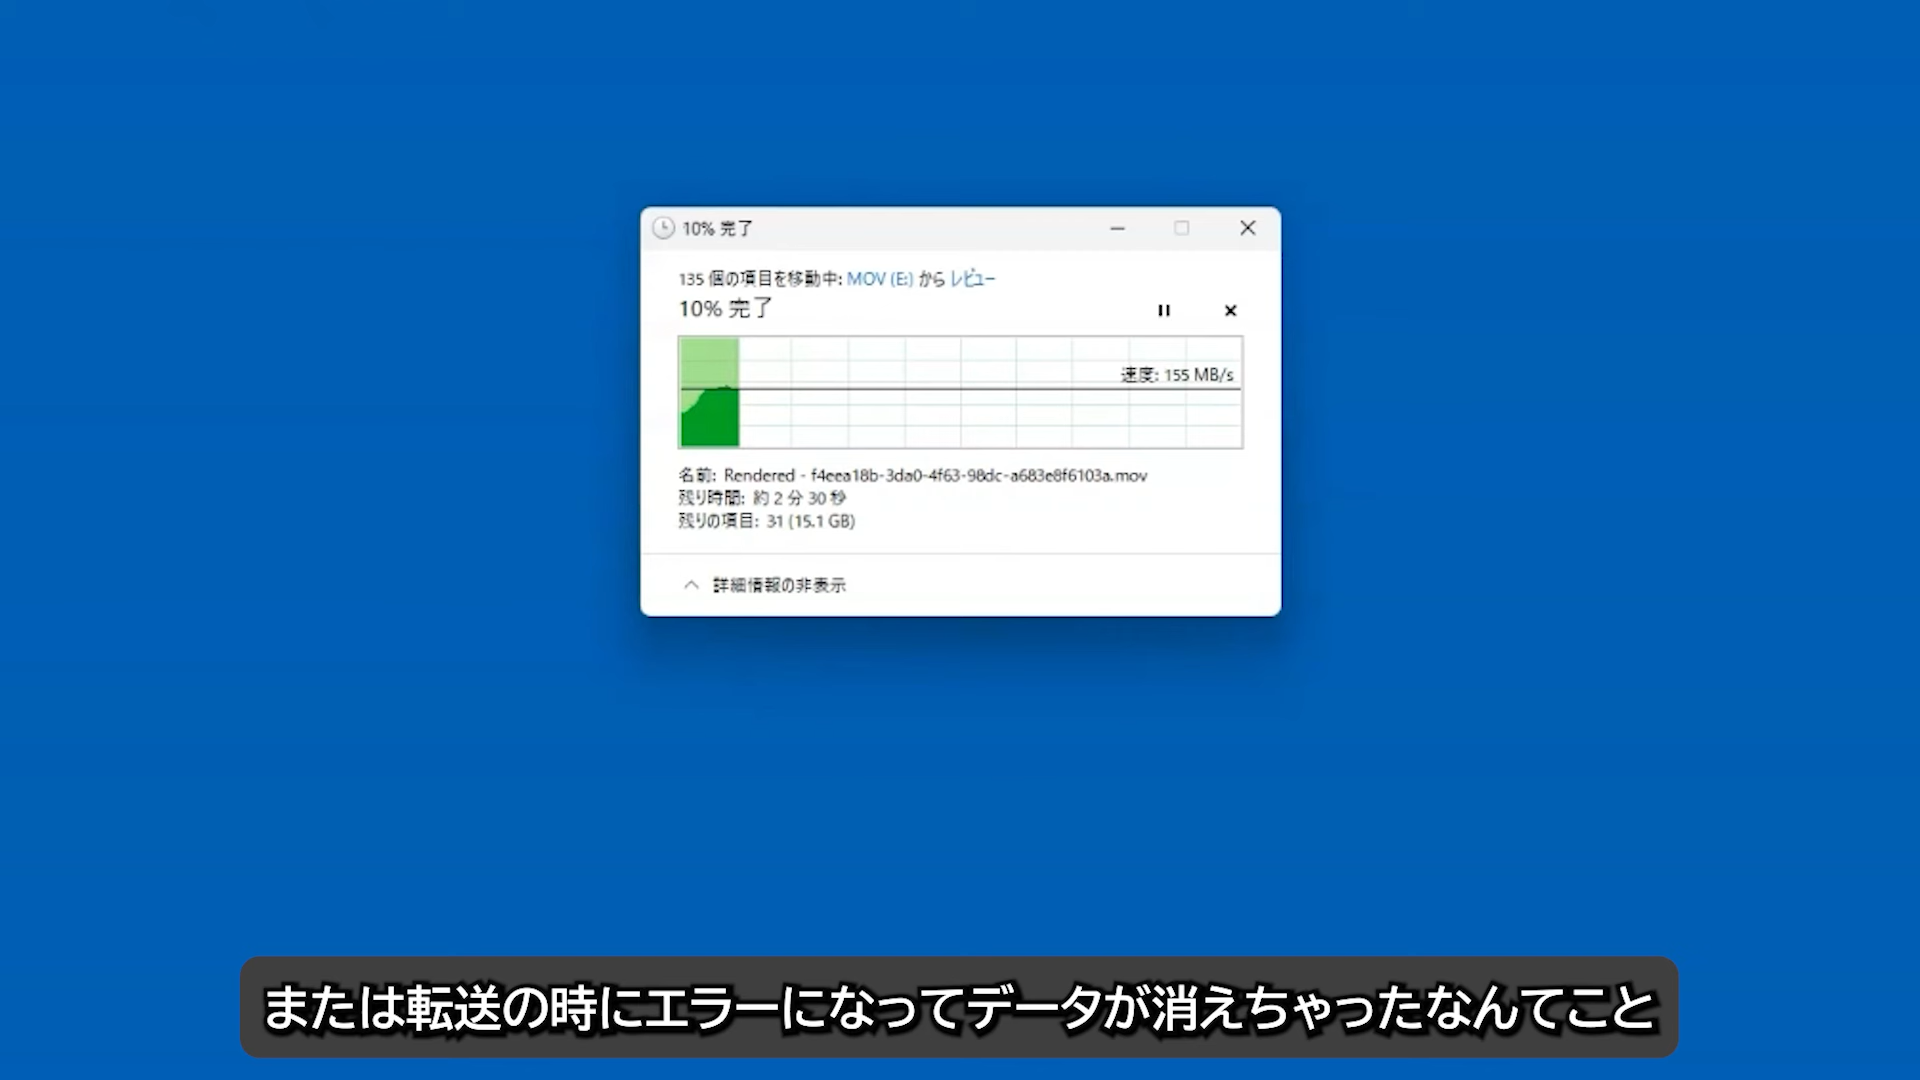 10% 完了
135 個の項目を移動中: MOV (E:) から レビュー
10% 完了
速度: 155 MB/s
名前: Rendered - f4eea18b-3da0-4f63-98dc-a683e8f6103a.mov
残り時間: 約 2 分 30 秒
残りの項目: 31 (15.1 GB)
詳細情報の非表示
または転送の時にエラーになってデータが消えちゃったなんてこと